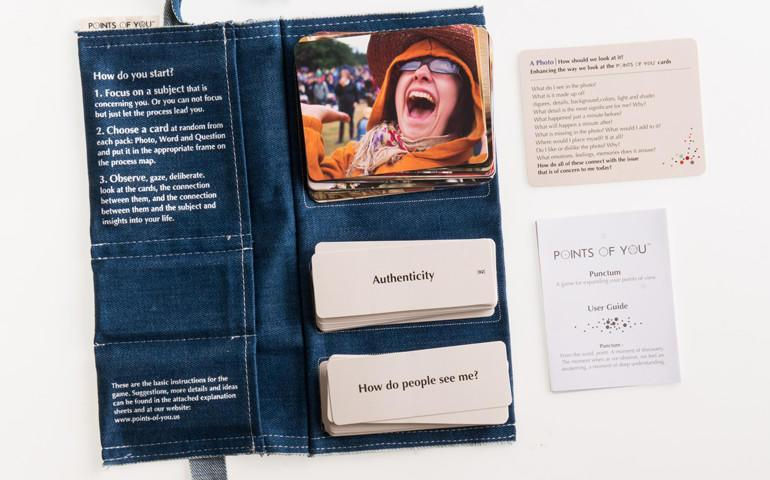 POINTS OF YOU™
How do you start?
1. Focus on a subject that is
concerning you. Or you can not focus
but just let the process lead you.
2. Choose a card at random from
each pack: Photo, Word and Question
and put it in the appropriate frame on
the process map.
3. Observe, gaze, deliberate,
look at the cards, the connection
between them, and the connection
between them and the subject and
insights into your life.
These are the basic instructions for the
game. Suggestions, more details and ideas
can be found in the attached explanation
sheets and at our website:
www.points-of-you.us
Authenticity
How do people see me?
A Photo | How should we look at it?
Enhancing the way we look at the POINTS OF YOU™ cards
What do you see in the photo?
What is it made up of?
figures, details, background,colors, light and shades
What detail is the most significant for me? Why?
What happened just a minute before?
What will happen a minute after?
What is missing in the photo? What would I add to it?
Where would I place myself? If at all?
Do I like or dislike the photo? Why?
What emotions, feelings, memories does it arouse?
How do all of these connect with the issue
that is of concern to me today?
POINTS OF YOU™
Punctum
A game for expanding your points of view
User Guide
Punctum -
From the word, point. A moment of discovery.
The moment when as we observe, we feel an
awakening, a moment of deep understanding.